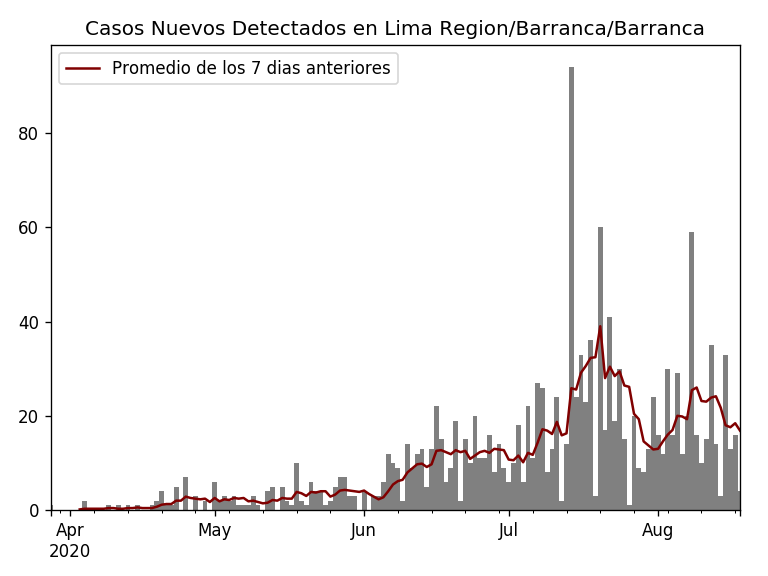 Casos Nuevos Detectados en Lima Region/Barranca/Barranca
Promedio de los 7 dias anteriores
80
60
40
20
0
Apr May Jun Jul Aug
2020